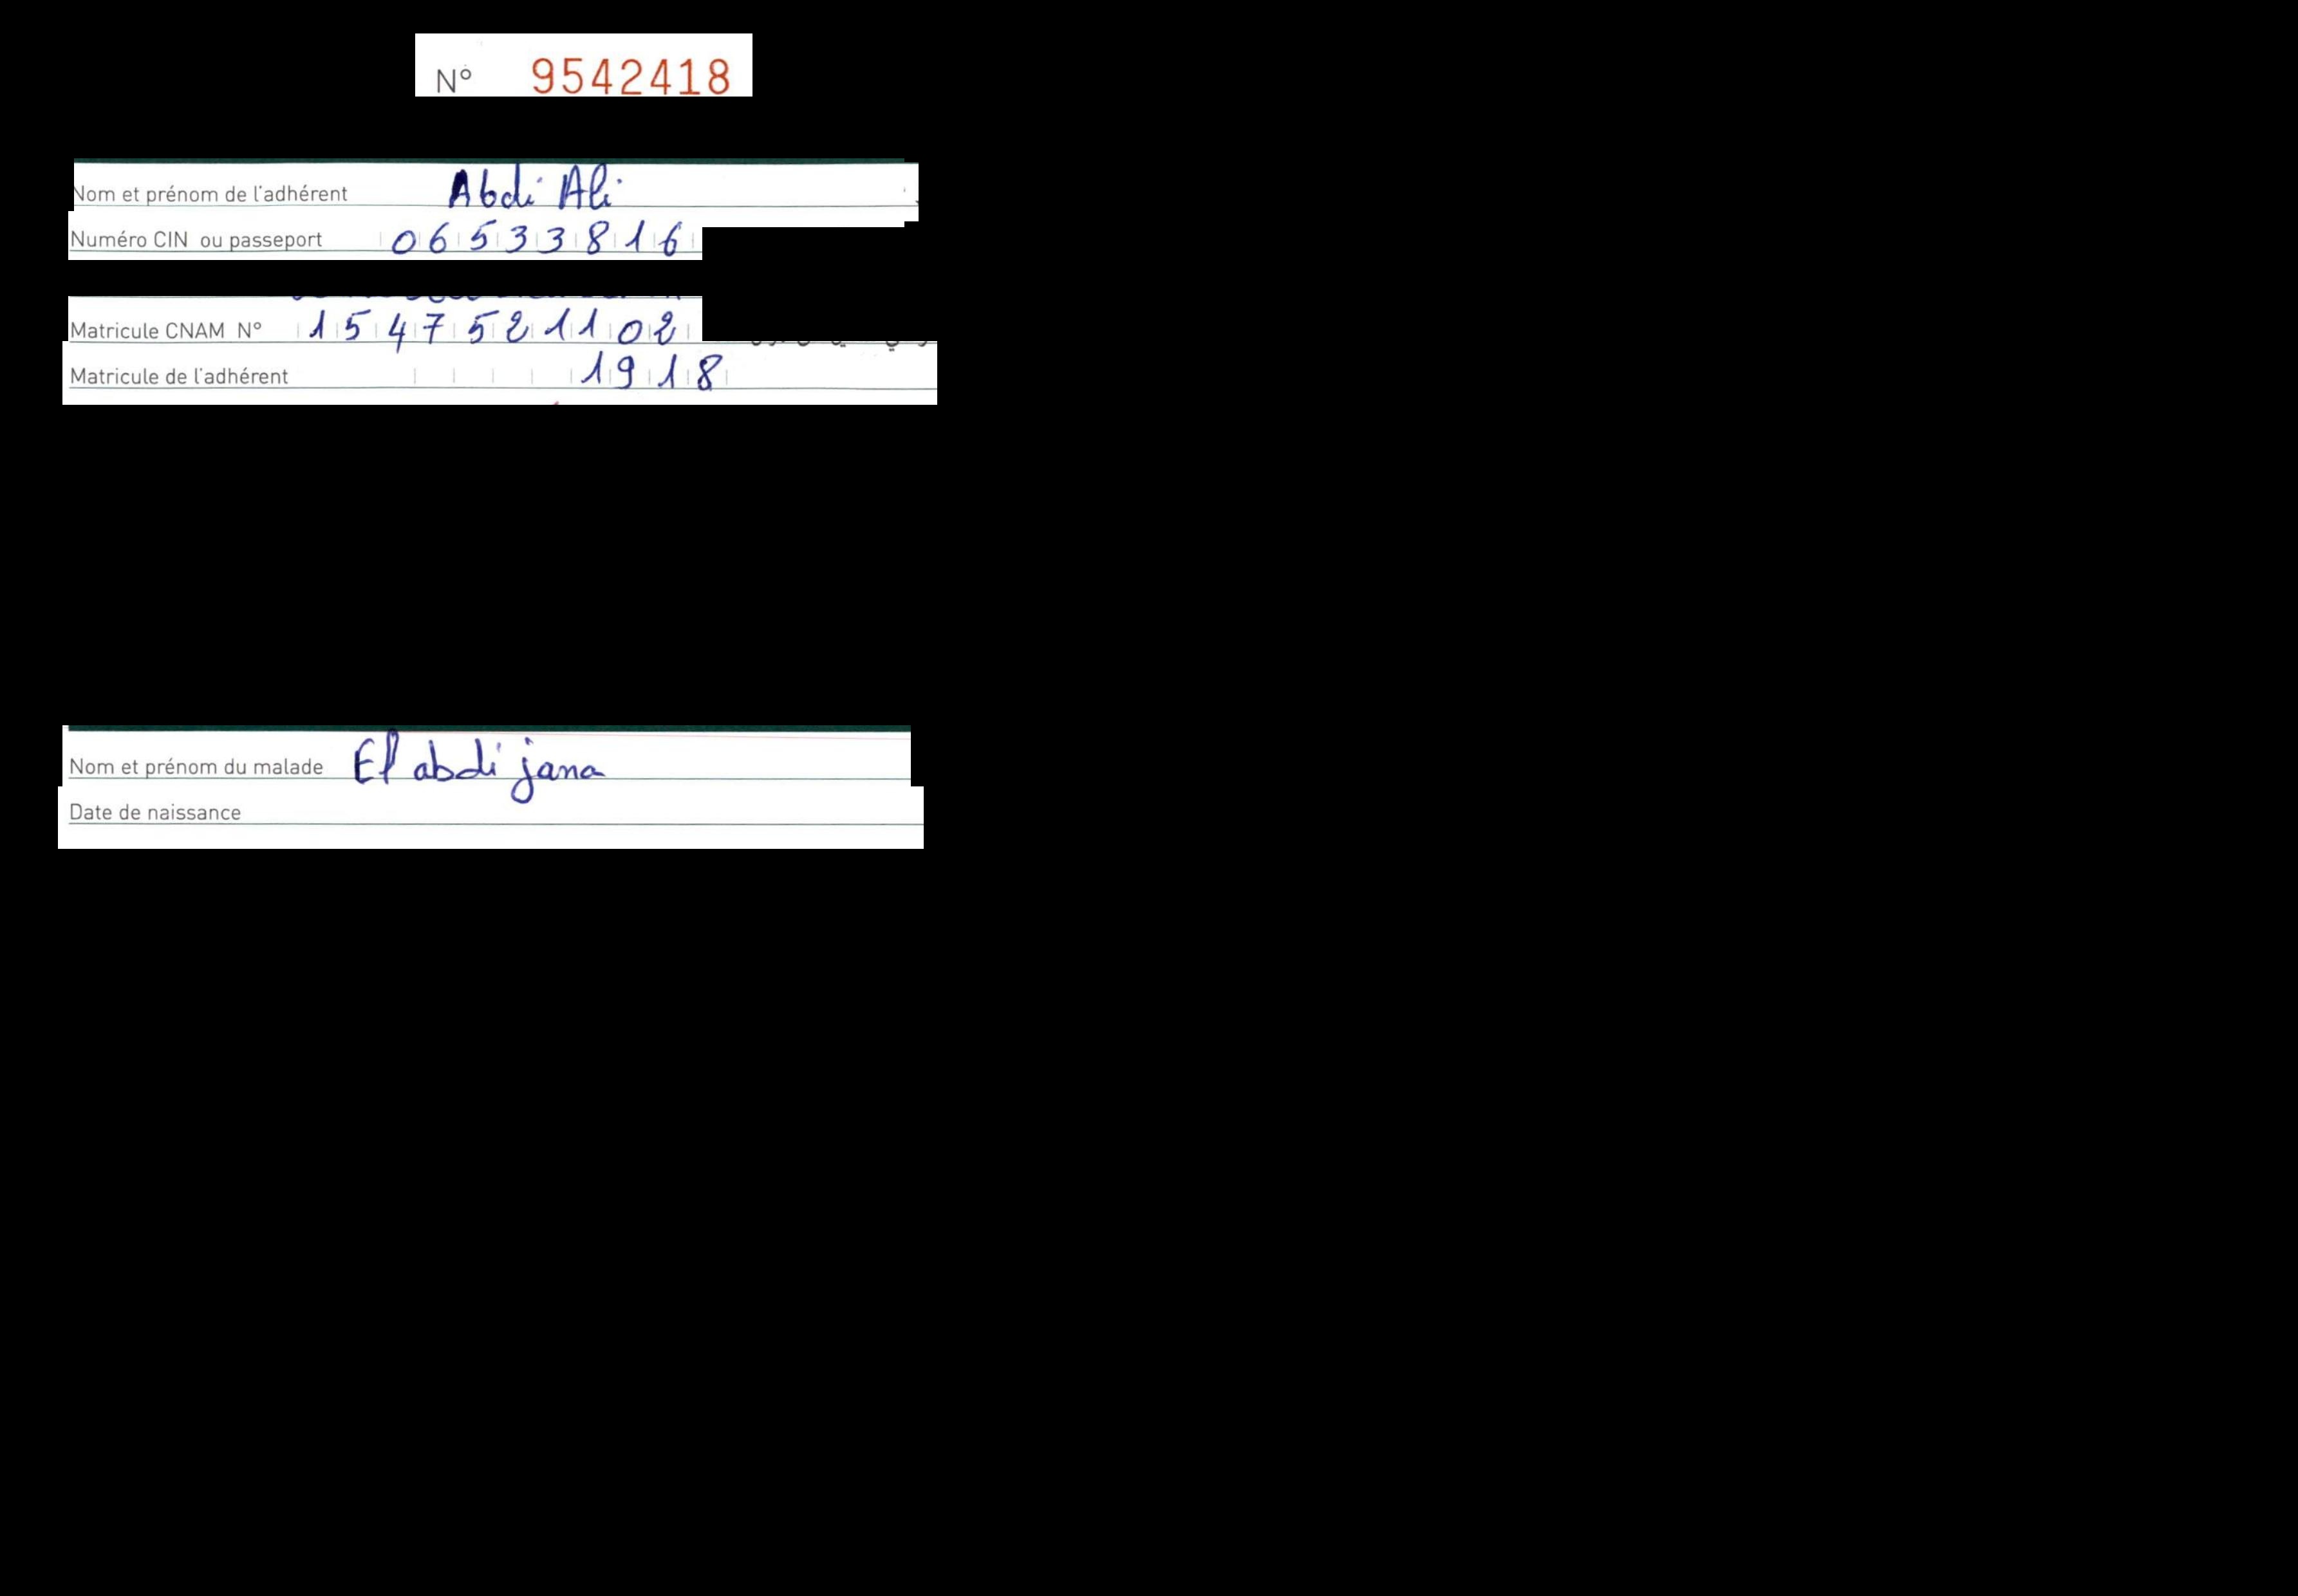 N° 9542418
Nom et prénom de l'adhérent Abdi Ali
Numéro CIN ou passeport 06533816
Matricule CNAM N° 1547521102
Matricule de l'adhérent 1918
Nom et prénom du malade El abdi jana
Date de naissance